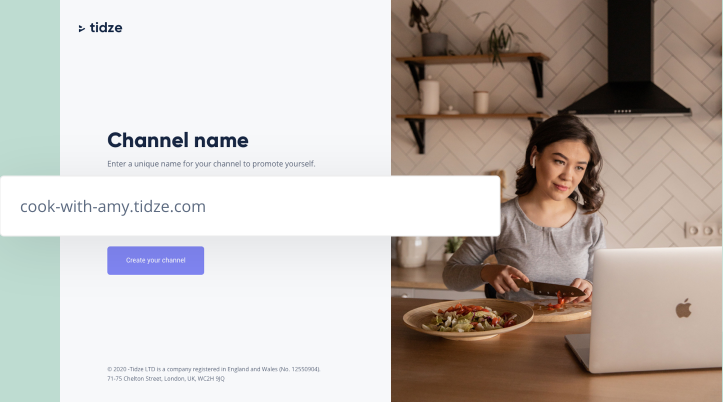 tidze
Channel name
Enter a unique name for your channel to promote yourself.
cook-with-amy.tidze.com
Create your channel
© 2020 -Tidze LTD is a company registered in England and Wales (No. 12550904).
71-75 Chelton Street, London, UK, WC2H 9JQ